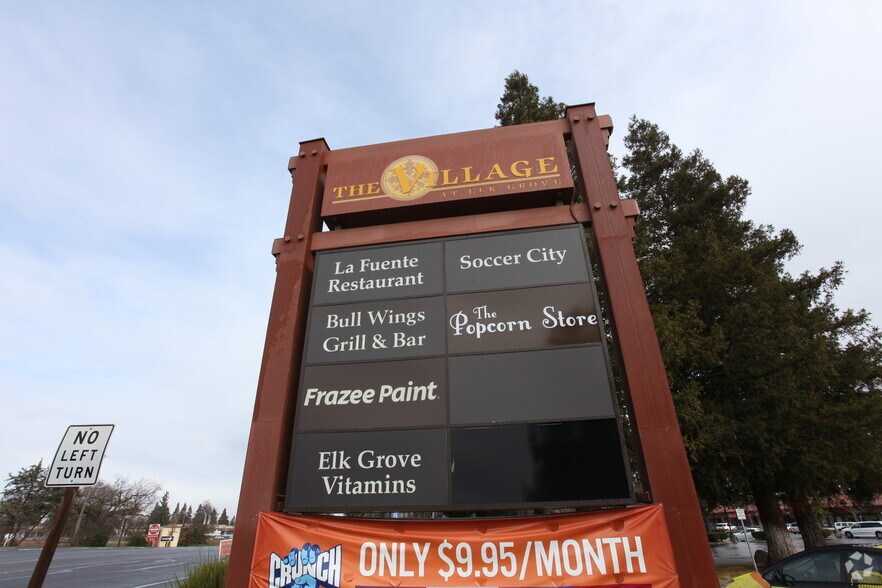 THE VILLAGE
AT ELK GROVE
La Fuente
Restaurant
Soccer City
Bull Wings
Grill & Bar
The
Popcorn Store
Frazee Paint
Elk Grove
Vitamins
NO
LEFT
TURN
CRUNCH
ONLY $9.95/MONTH